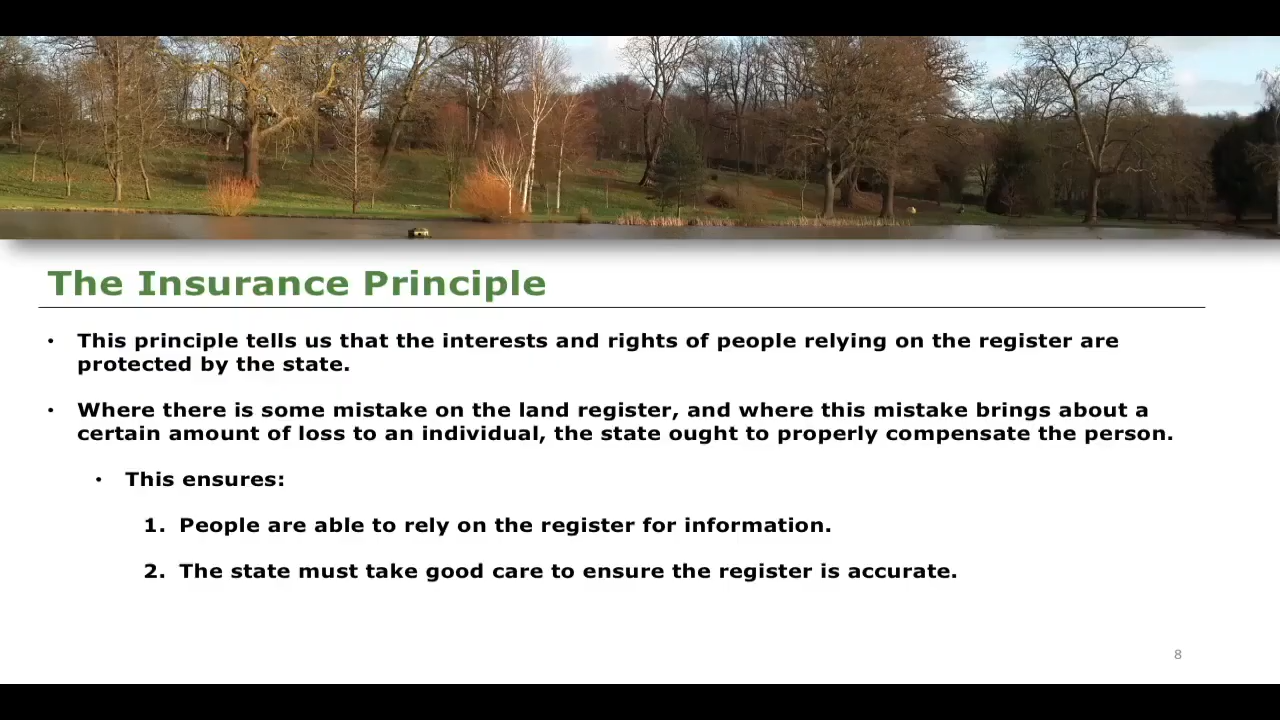 The Insurance Principle
• This principle tells us that the interests and rights of people relying on the register are
protected by the state.
• Where there is some mistake on the land register, and where this mistake brings about a
certain amount of loss to an individual, the state ought to properly compensate the person.
• This ensures:
1. People are able to rely on the register for information.
2. The state must take good care to ensure the register is accurate.
8